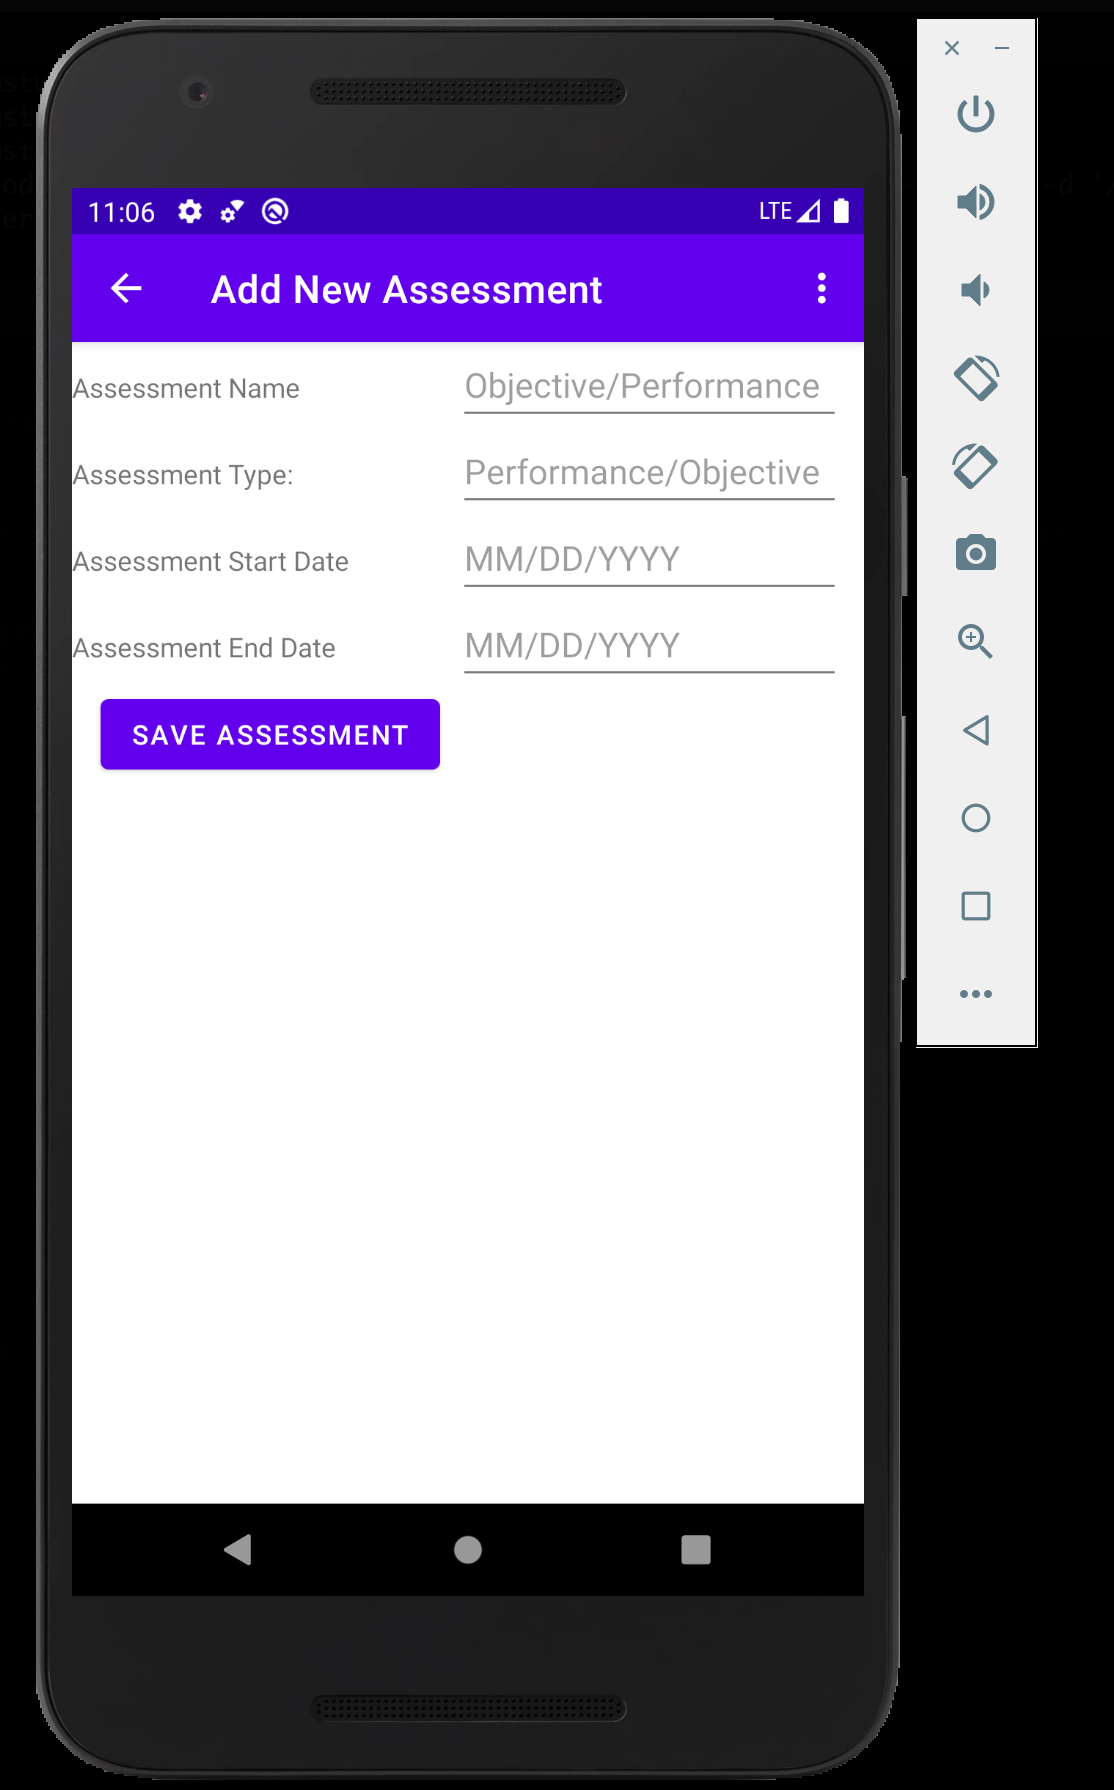 11:06 LTE
Add New Assessment
Assessment Name Objective/Performance
Assessment Type: Performance/Objective
Assessment Start Date MM/DD/YYYY
Assessment End Date MM/DD/YYYY
SAVE ASSESSMENT